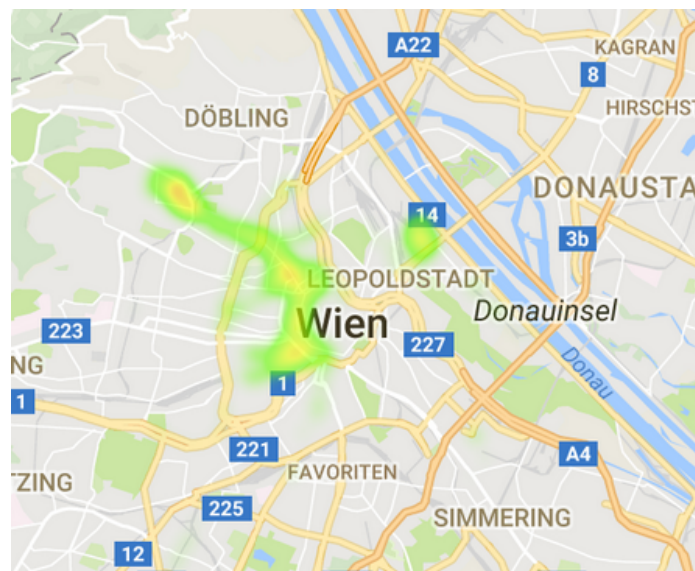 A22
KAGRAN
8
HIRSCHST
DÖBLING
DONAUSTA
14
3b
LEOPOLDSTADT
Donauinsel
Wien
223
227
NG
Donau
1
1
221
A4
FAVORITEN
TZING
225
SIMMERING
12